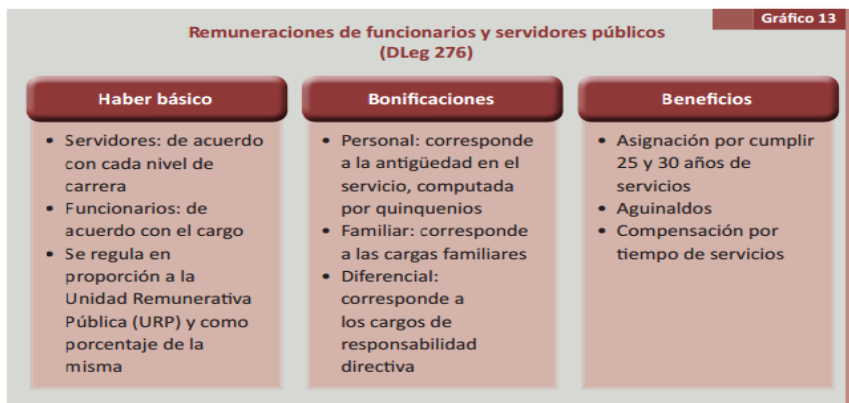 Gráfico 13
Remuneraciones de funcionarios y servidores públicos
(DLeg 276)
Haber básico
• Servidores: de acuerdo
con cada nivel de
carrera
• Funcionarios: de
acuerdo con el cargo
• Se regula en
proporción a la
Unidad Remunerativa
Pública (URP) y como
porcentaje de la
misma
Bonificaciones
• Personal: corresponde
a la antigüedad en el
servicio, computada
por quinquenios
• Familiar: corresponde
a las cargas familiares
• Diferencial:
corresponde a
los cargos de
responsabilidad
directiva
Beneficios
• Asignación por cumplir
25 y 30 años de
servicios
• Aguinaldos
• Compensación por
tiempo de servicios